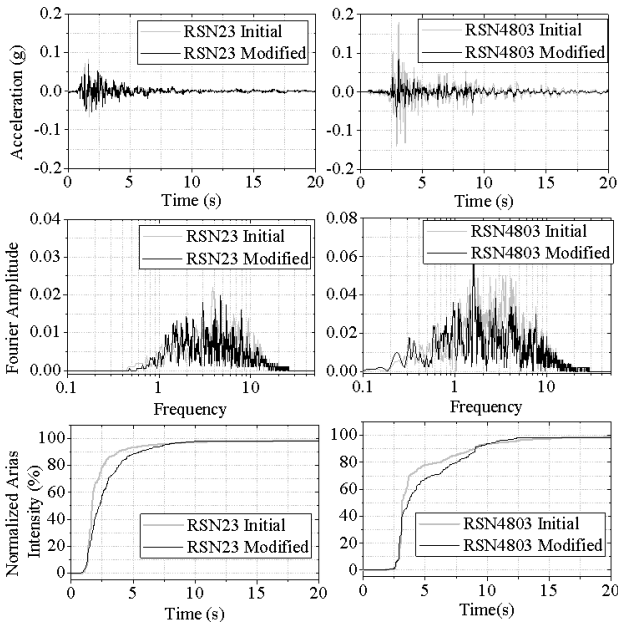 RSN23 Initial
RSN23 Modified
Acceleration (g)
0.2
0.1
0.0
-0.1
-0.2
0 5 10 15 20
Time (s)
RSN4803 Initial
RSN4803 Modified
0.2
0.1
0.0
-0.1
-0.2
0 5 10 15 20
Time (s)
RSN23 Initial
RSN23 Modified
Fourier Amplitude
0.04
0.03
0.02
0.01
0.00
0.1 1 10
Frequency
RSN4803 Initial
RSN4803 Modified
0.08
0.06
0.04
0.02
0.00
0.1 1 10
Frequency
Normalized Arias
Intensity (%)
100
80
60
40
20
0
RSN23 Initial
RSN23 Modified
0 5 10 15 20
Time (s)
100
80
60
40
20
0
RSN4803 Initial
RSN4803 Modified
0 5 10 15 20
Time(s)